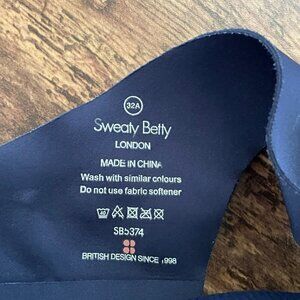 32A
Sweaty Betty
LONDON
MADE IN CHINA
Wash with similar colours
Do not use fabric softener
SB5374
BRITISH DESIGN SINCE 1998